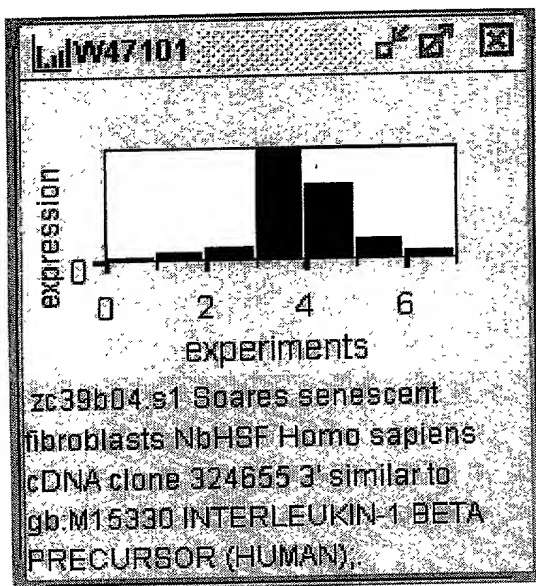 W47101
expression
0
0 2 4 6
experiments
zc39b04.s1 Soares senescent
fibroblasts NbHSF Homo sapiens
cDNA clone 324655 3' similar to
gb:M15330 INTERLEUKIN-1 BETA
PRECURSOR (HUMAN);.